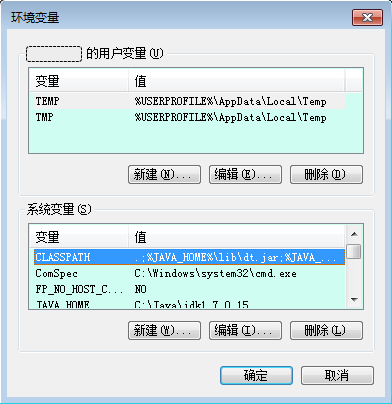 环境变量
的用户变量(U)
变量 值
TEMP %USERPROFILE%\AppData\Local\Temp
TMP %USERPROFILE%\AppData\Local\Temp
新建(N)... 编辑(E)... 删除(D)
系统变量(S)
变量 值
CLASSPATH .;%JAVA_HOME%\lib\dt.jar;%JAVA_...
ComSpec C:\Windows\system32\cmd.exe
FP_NO_HOST_C... NO
JAVA_HOME C:\Java\jdk1.7.0_15
新建(W)... 编辑(I)... 删除(L)
确定 取消